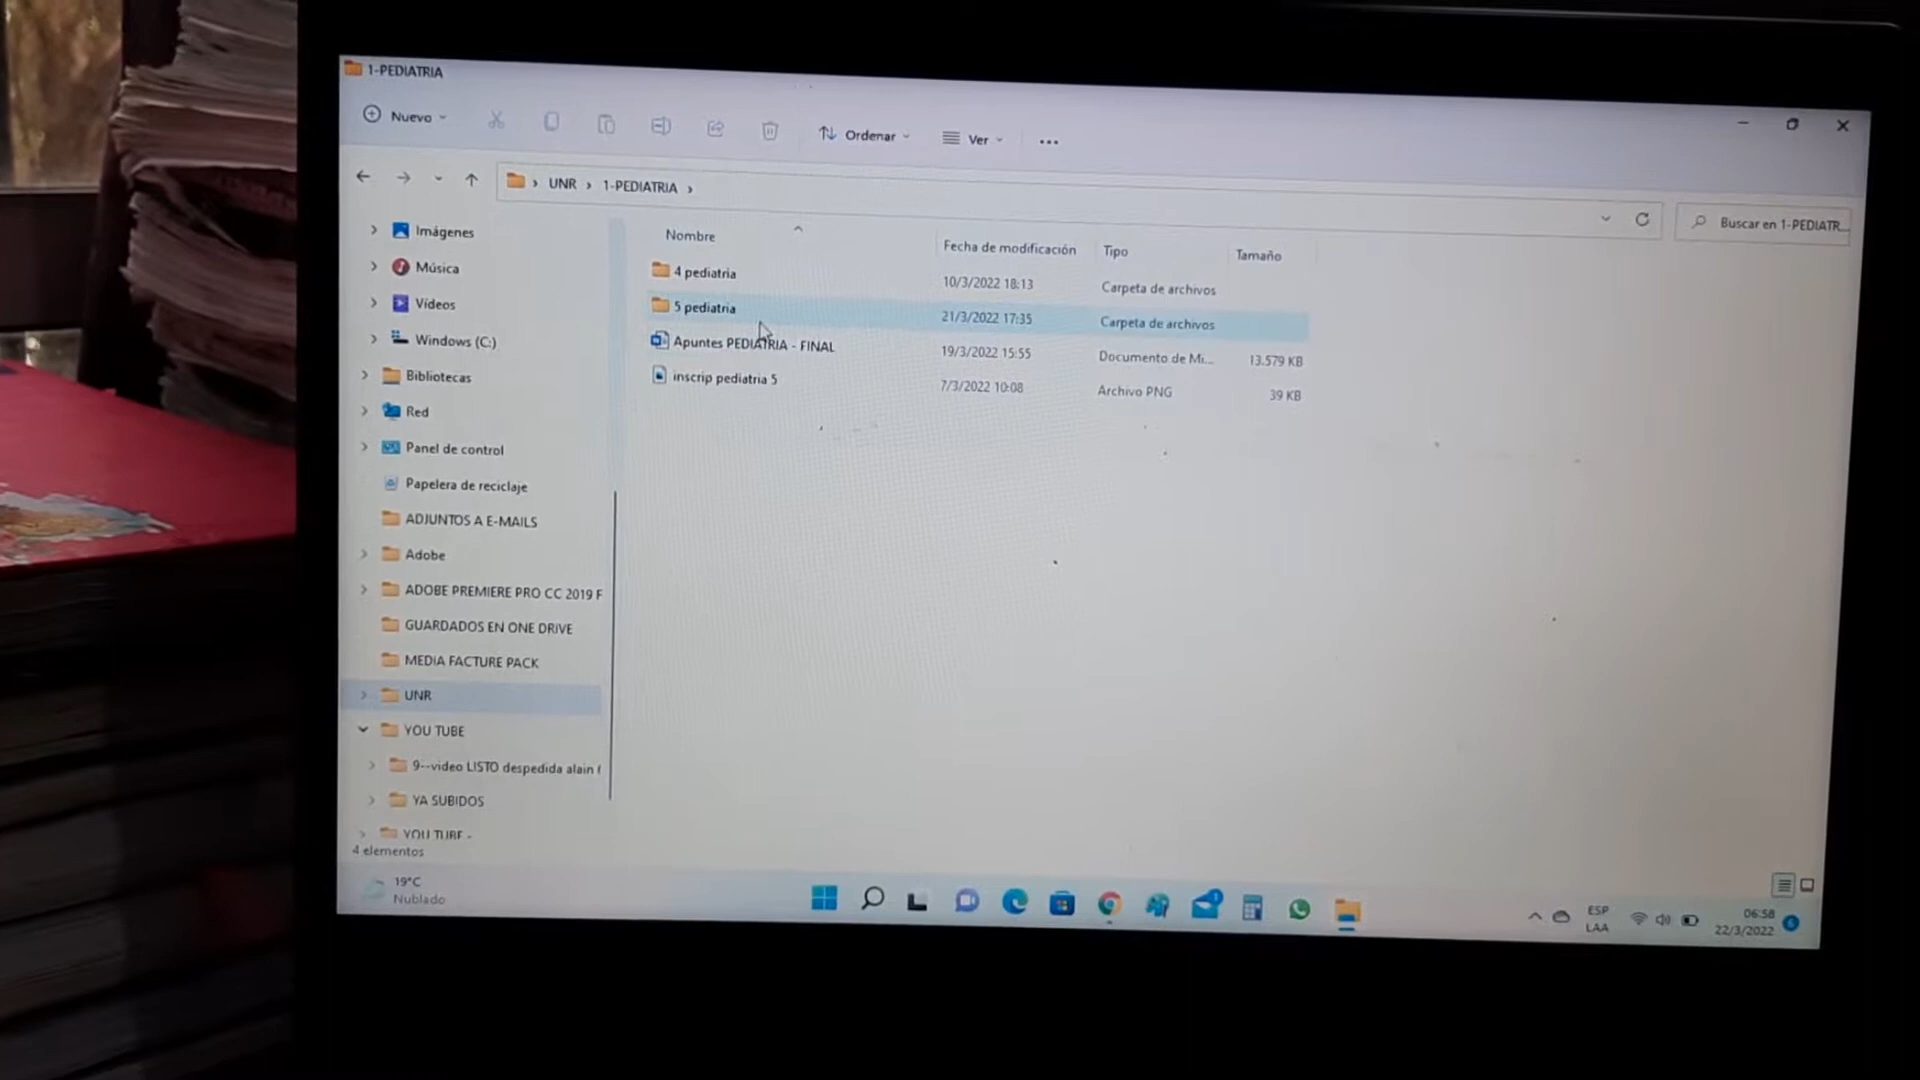 1-PEDIATRIA
Nuevo
Ordenar
Ver
UNR > 1-PEDIATRIA >
Buscar en 1-PEDIATR...
Nombre Fecha de modificación Tipo Tamaño
4 pediatria 10/3/2022 18:13 Carpeta de archivos
5 pediatria 21/3/2022 17:35 Carpeta de archivos
Apuntes PEDIATRIA - FINAL 19/3/2022 15:55 Documento de Mi... 13.579 KB
inscrip pediatria 5 7/3/2022 10:08 Archivo PNG 39 KB
Imágenes
Música
Vídeos
Windows (C:)
Bibliotecas
Red
Panel de control
Papelera de reciclaje
ADJUNTOS A E-MAILS
Adobe
ADOBE PREMIERE PRO CC 2019 F
GUARDADOS EN ONE DRIVE
MEDIA FACTURE PACK
UNR
YOU TUBE
9--video LISTO despedida alain f
YA SUBIDOS
YOU TUBE -
4 elementos
19°C
Nublado
ESP
LAA
06:58
22/3/2022